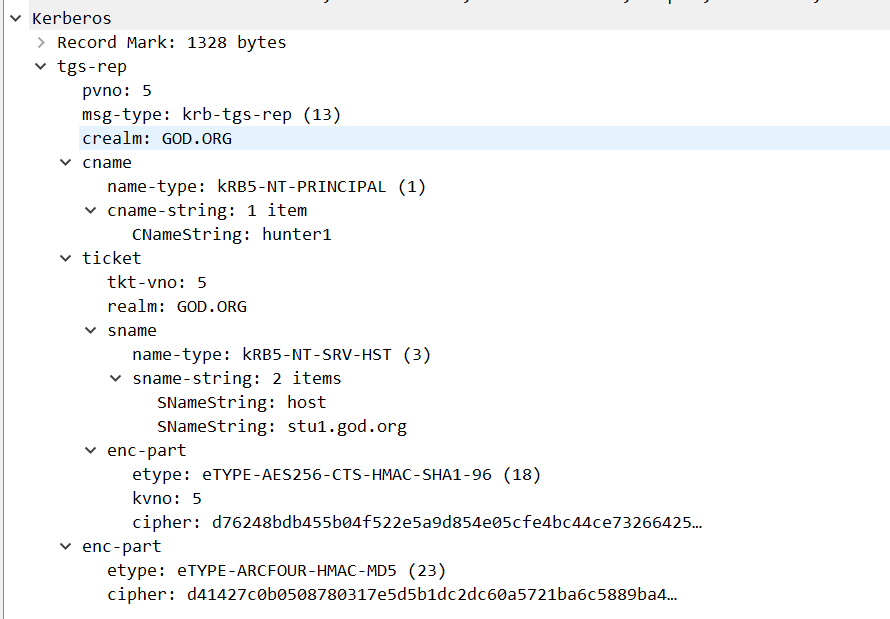 Kerberos
Record Mark: 1328 bytes
tgs-rep
pvno: 5
msg-type: krb-tgs-rep (13)
crealm: GOD.ORG
cname
name-type: kRB5-NT-PRINCIPAL (1)
cname-string: 1 item
CNameString: hunter1
ticket
tkt-vno: 5
realm: GOD.ORG
sname
name-type: kRB5-NT-SRV-HST (3)
sname-string: 2 items
SNameString: host
SNameString: stu1.god.org
enc-part
etype: eTYPE-AES256-CTS-HMAC-SHA1-96 (18)
kvno: 5
cipher: d76248bdb455b04f522e5a9d854e05cfe4bc44ce73266425…
enc-part
etype: eTYPE-ARCFOUR-HMAC-MD5 (23)
cipher: d41427c0b0508780317e5d5b1dc2dc60a5721ba6c5889ba4…